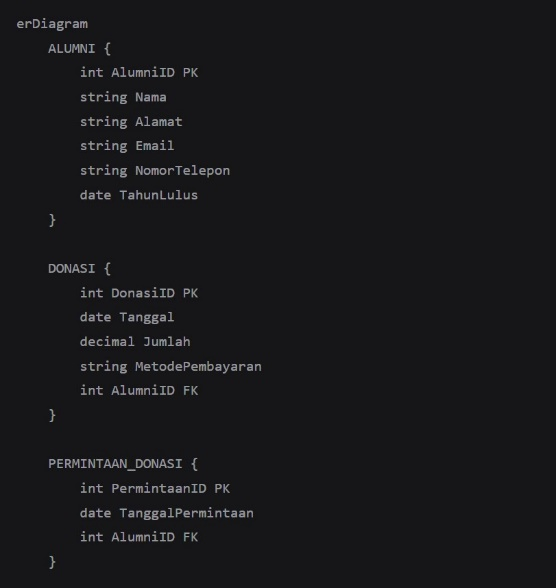 erDiagram
ALUMNI {
int AlumniID PK
string Nama
string Alamat
string Email
string NomorTelepon
date TahunLulus
}
DONASI {
int DonasiID PK
date Tanggal
decimal Jumlah
string MetodePembayaran
int AlumniID FK
}
PERMINTAAN_DONASI {
int PermintaanID PK
date TanggalPermintaan
int AlumniID FK
}